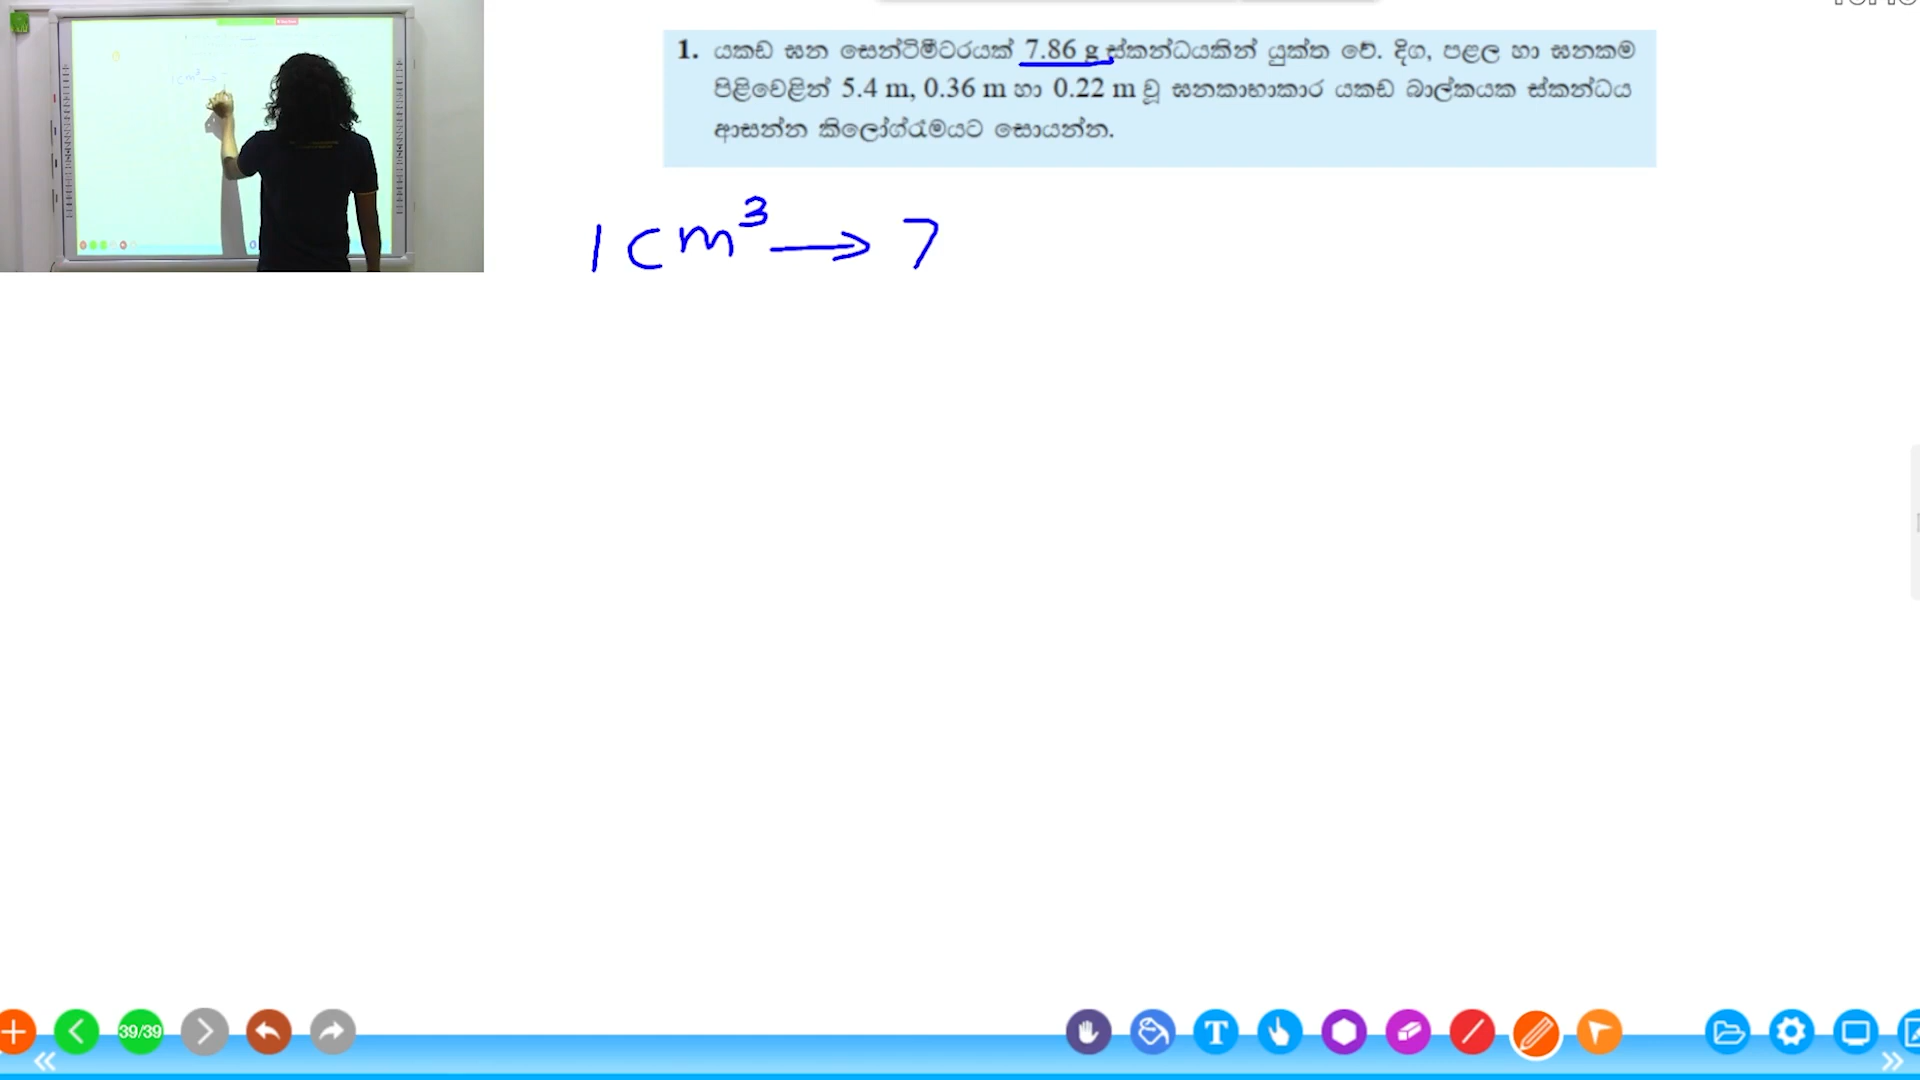 1. යකඩ ඝන සෙන්ටිමීටරයක් 7.86 g ස්කන්ධයකින් යුක්ත වේ. දිග, පළල හා ඝනකම
පිළිවෙළින් 5.4 m, 0.36 m හා 0.22 m වූ ඝනකාභාකාර යකඩ බාල්කයක ස්කන්ධය
ආසන්න කිලෝග්රෑමයට සොයන්න.
1 cm³ → 7
39/39
T